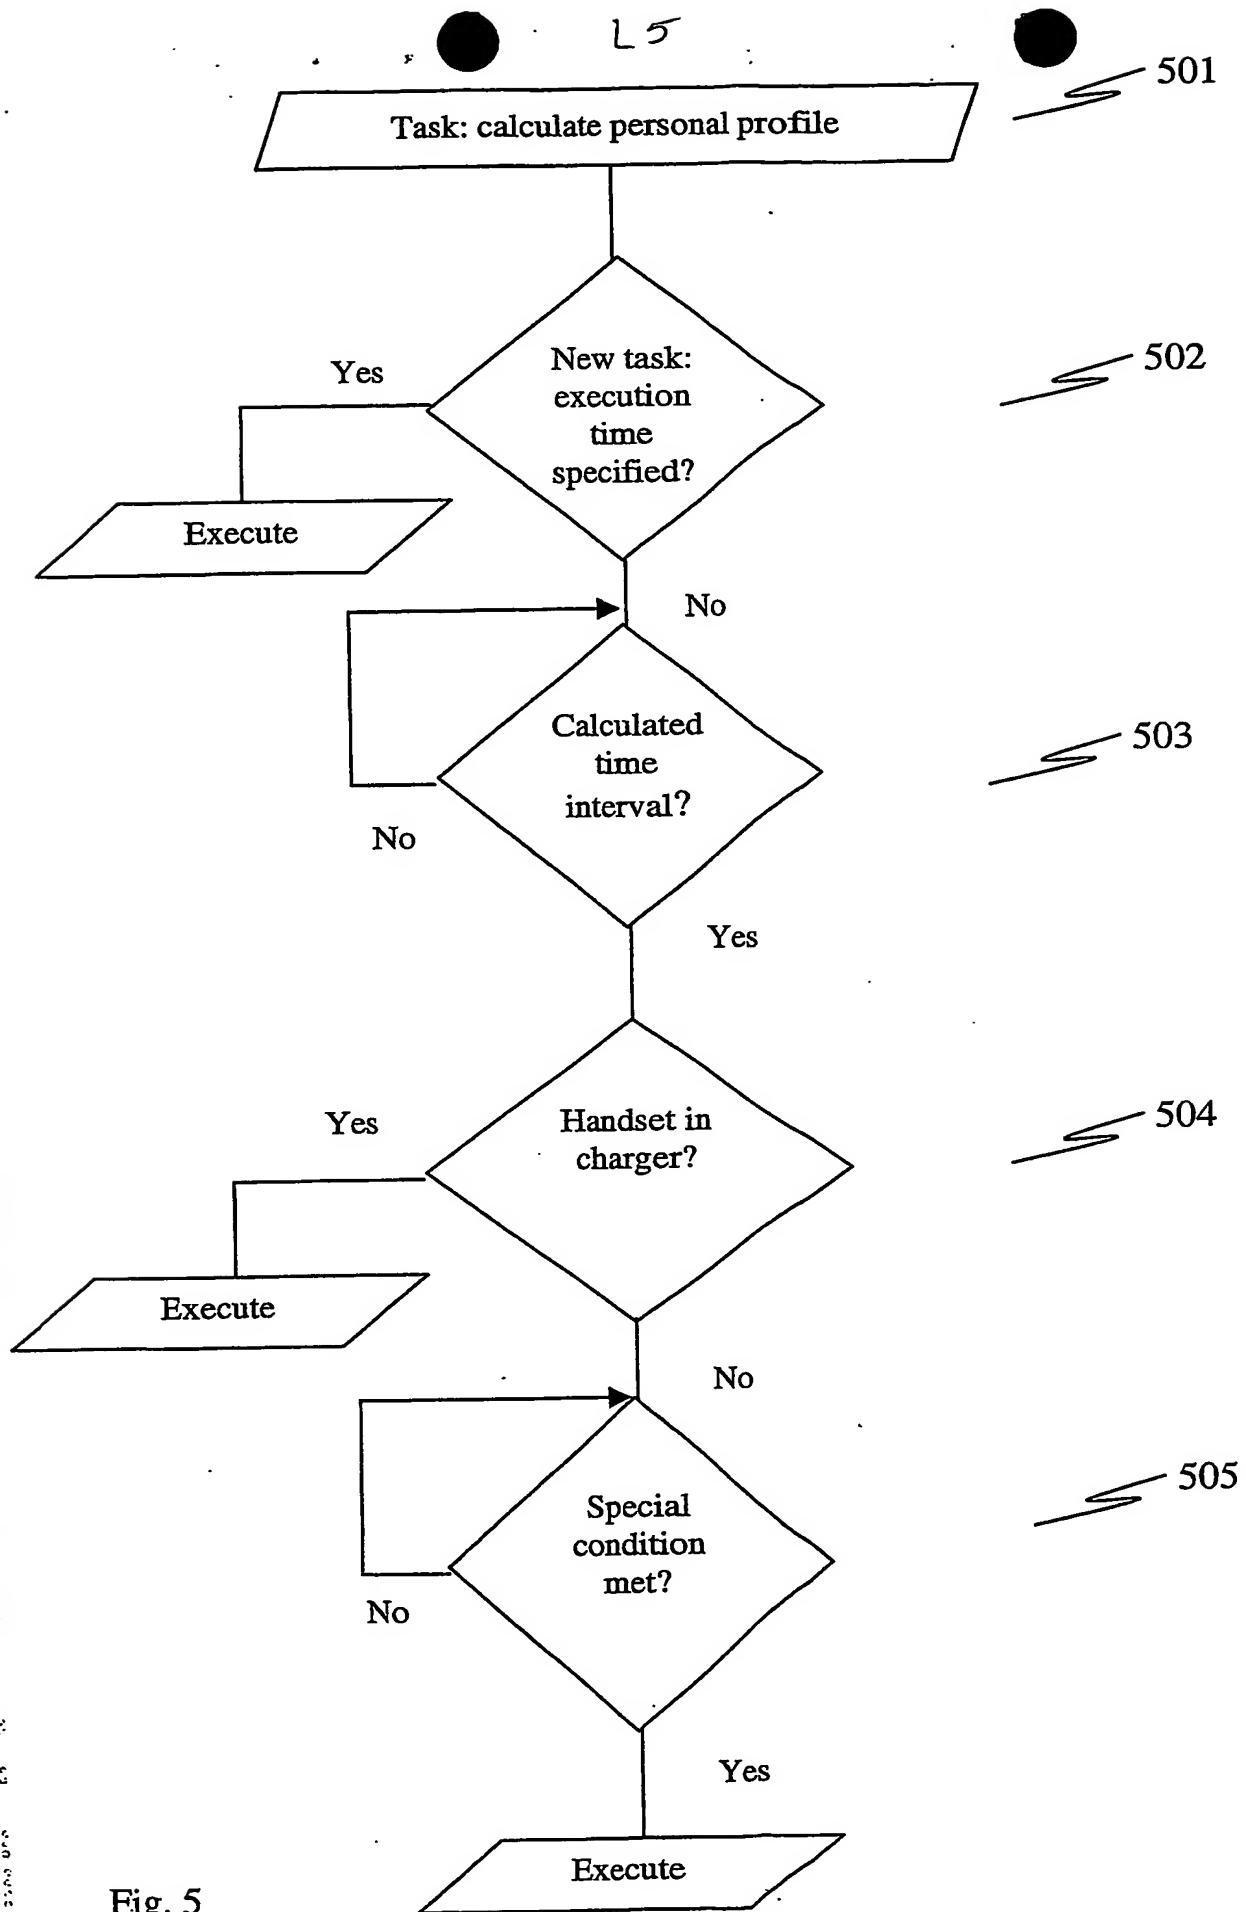 L5
501
Task: calculate personal profile
502
Yes
New task:
execution
time
specified?
Execute
No
503
Calculated
time
interval?
No
Yes
504
Yes
Handset in
charger?
Execute
No
505
Special
condition
met?
No
Yes
Execute
Fig. 5